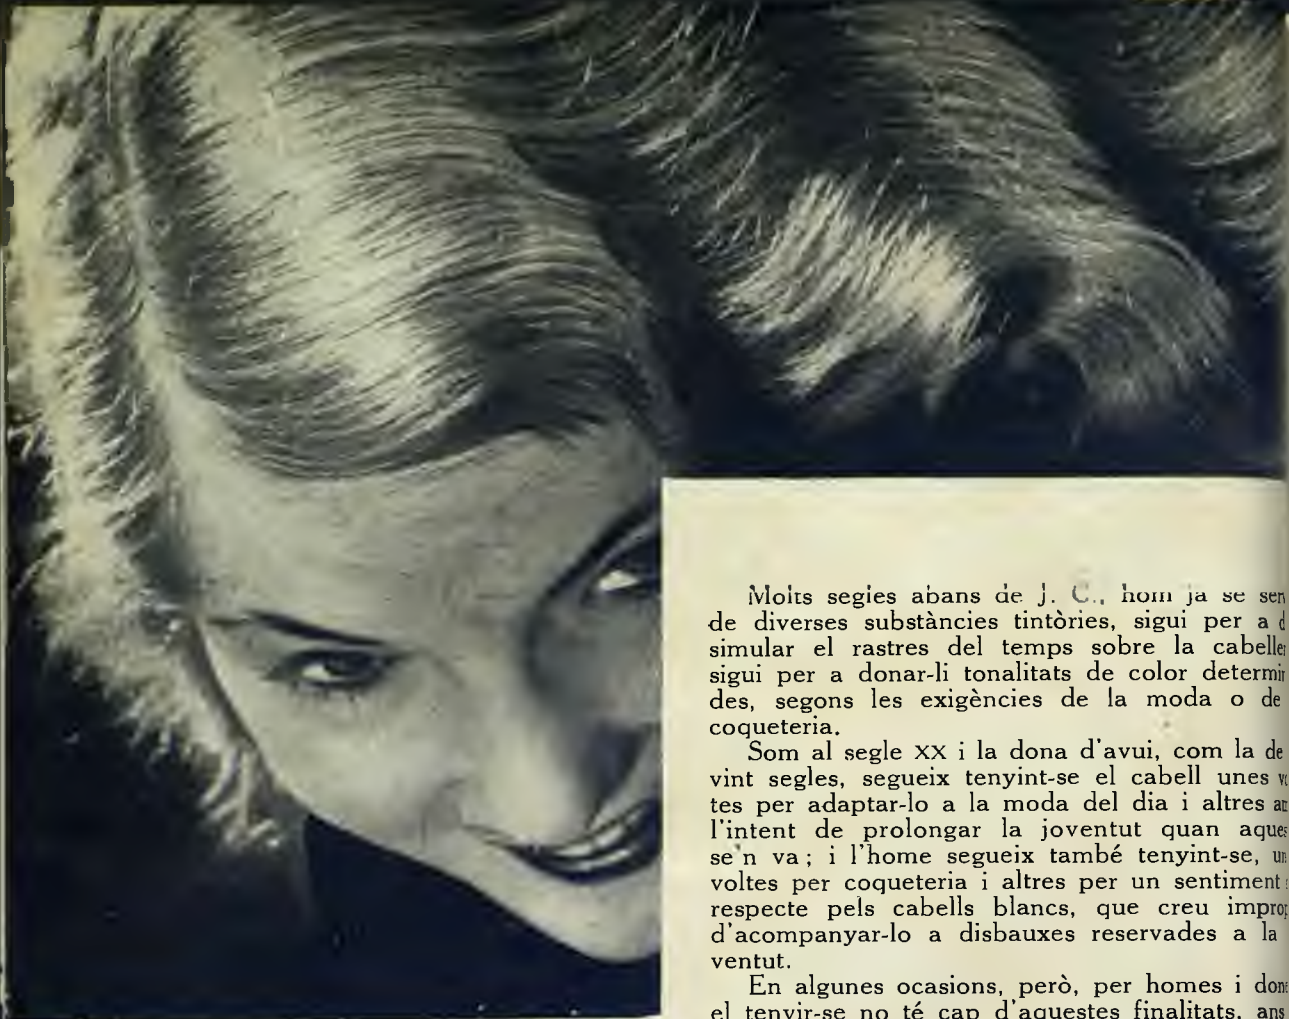 Molts segles abans de J. C., hom ja se
de diverses substàncies tintòries, sigui per a
simular el rastres del temps sobre la
sigui per a donar-li tonalitats de color
des, segons les exigències de la moda o de
coqueteria.
Som al segle XX i la dona d'avui, com la de
vint segles, segueix tenyint-se el cabell unes
tes per adaptar-lo a la moda del dia i altres
l'intent de prolongar la joventut quan
se'n va; i l'home segueix també tenyint-se,
voltes per coqueteria i altres per un sentiment
respecte pels cabells blancs, que creu
d'acompanyar-lo a disbauxes reservades a la
ventut.
En algunes ocasions, però, per homes i
el tenyir-se no té cap d'aquestes finalitats, ans